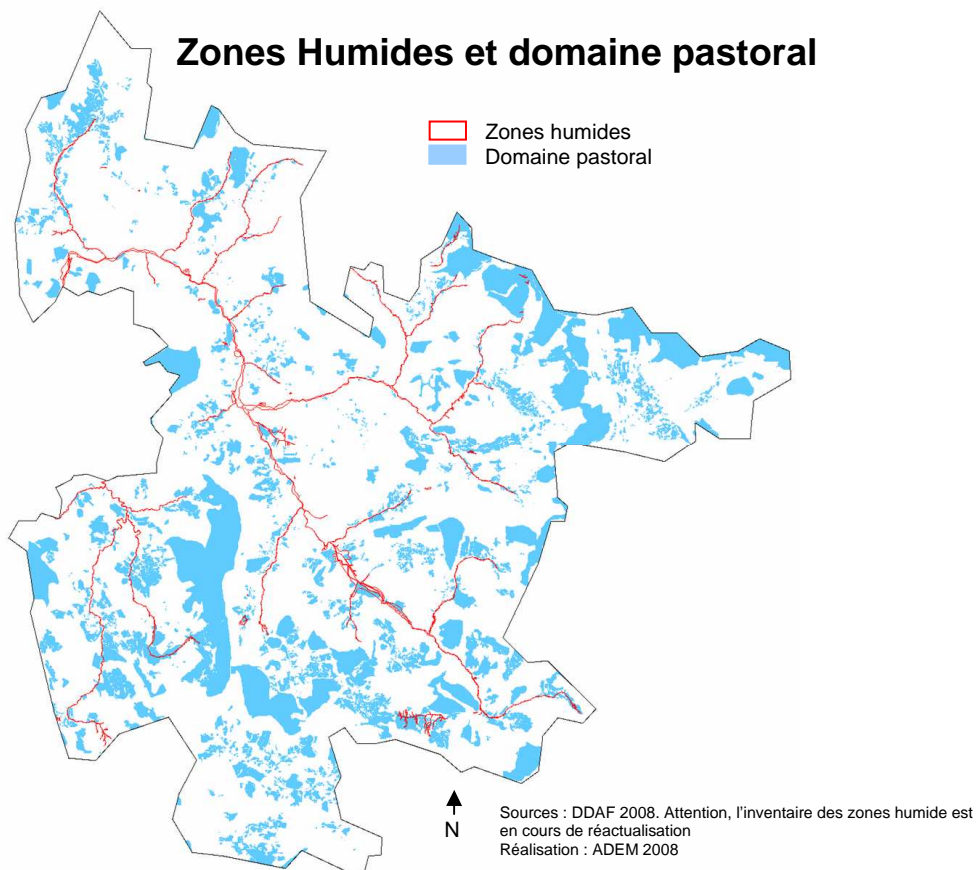 Zones Humides et domaine pastoral
Zones humides
Domaine pastoral
N
Sources : DDAF 2008. Attention, l'inventaire des zones humide est
en cours de réactualisation
Réalisation : ADEM 2008